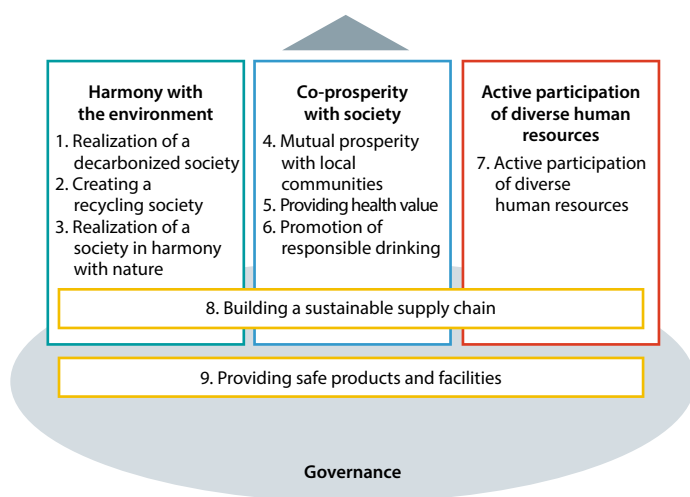 Harmony with
the environment
1. Realization of a
decarbonized society
2. Creating a
recycling society
3. Realization of a
society in harmony
with nature
Co-prosperity
with society
4. Mutual prosperity
with local
communities
5. Providing health value
6. Promotion of
responsible drinking
Active participation
of diverse human
resources
7. Active participation
of diverse
human resources
8. Building a sustainable supply chain
9. Providing safe products and facilities
Governance